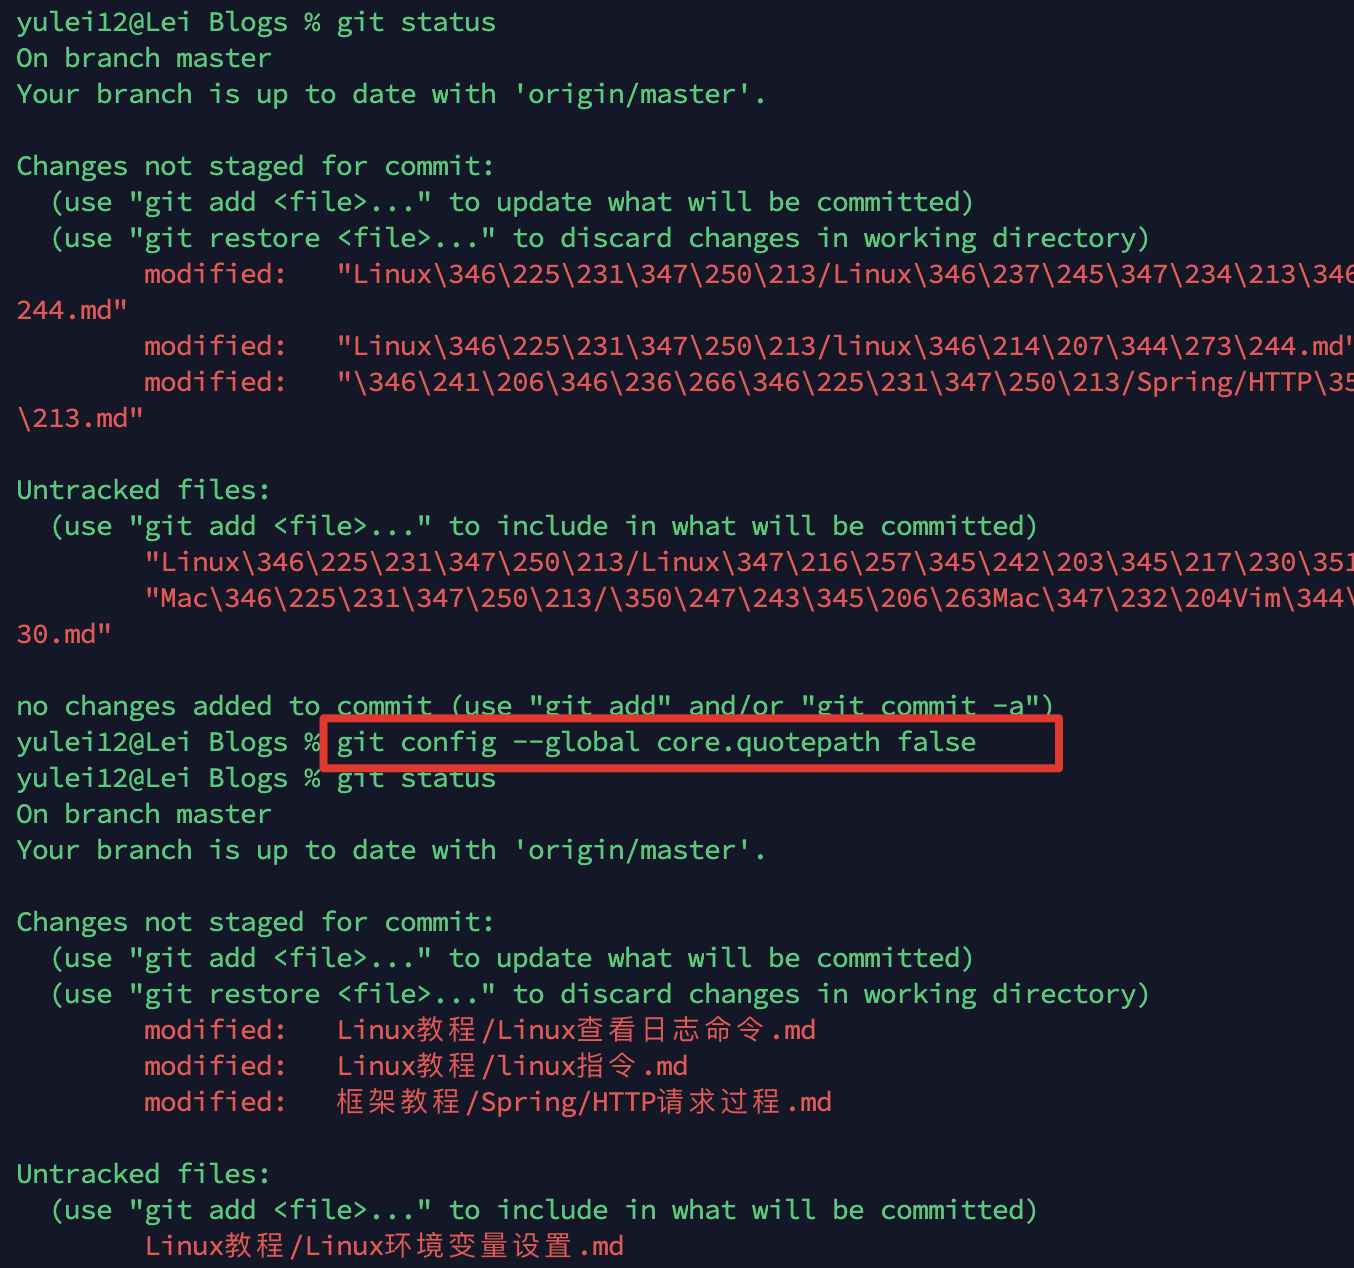 yulei12@Lei Blogs % git status
On branch master
Your branch is up to date with 'origin/master'.
Changes not staged for commit:
(use "git add <file>..." to update what will be committed)
(use "git restore <file>..." to discard changes in working directory)
modified: "Linux\346\225\231\347\250\213/Linux\346\237\245\347\234\213\346
244.md"
modified: "Linux\346\225\231\347\250\213/linux\346\214\207\344\273\244.md"
modified: "\346\241\206\346\236\266\346\225\231\347\250\213/Spring/HTTP\35
\213.md"
Untracked files:
(use "git add <file>..." to include in what will be committed)
"Linux\346\225\231\347\250\213/Linux\347\216\257\345\242\203\345\217\230\351
"Mac\346\225\231\347\250\213/\350\247\243\345\206\263Mac\347\232\204Vim\344\
30.md"
no changes added to commit (use "git add" and/or "git commit -a")
yulei12@Lei Blogs % git config --global core.quotepath false
yulei12@Lei Blogs % git status
On branch master
Your branch is up to date with 'origin/master'.
Changes not staged for commit:
(use "git add <file>..." to update what will be committed)
(use "git restore <file>..." to discard changes in working directory)
modified: Linux教程/Linux查看日志命令.md
modified: Linux教程/linux指令.md
modified: 框架教程/Spring/HTTP请求过程.md
Untracked files:
(use "git add <file>..." to include in what will be committed)
Linux教程/Linux环境变量设置.md